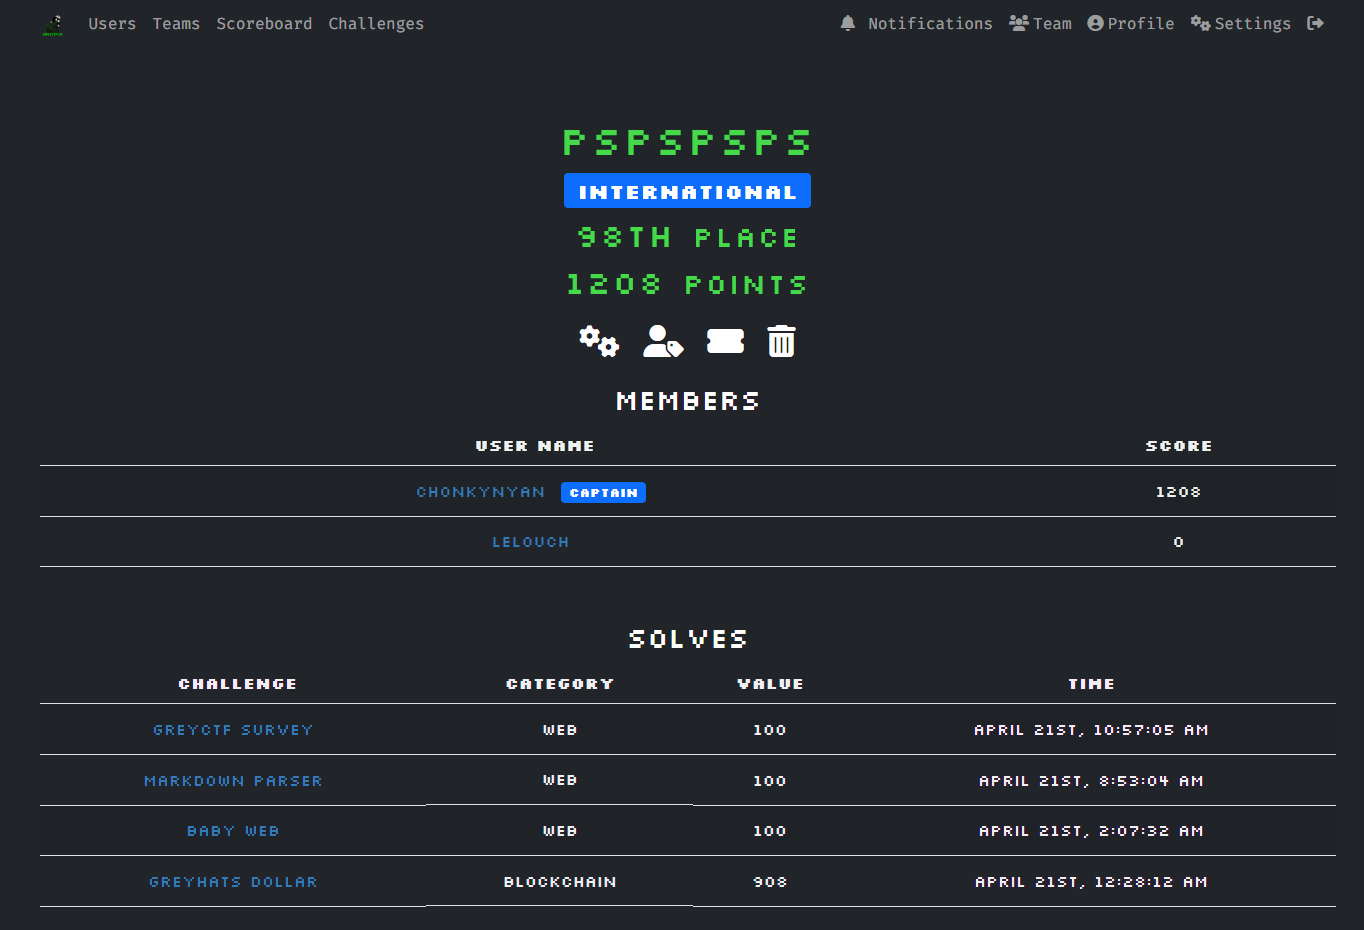 Users Teams Scoreboard Challenges Notifications Team Profile Settings
PSPSPSPS
INTERNATIONAL
98TH PLACE
1208 POINTS
MEMBERS
USER NAME SCORE
CHONKYNYAN CAPTAIN 1208
LELOUCH 0
SOLVES
CHALLENGE CATEGORY VALUE TIME
GREYCTF SURVEY WEB 100 APRIL 21ST, 10:57:05 AM
MARKDOWN PARSER WEB 100 APRIL 21ST, 8:53:04 AM
BABY WEB WEB 100 APRIL 21ST, 2:07:32 AM
GREYHATS DOLLAR BLOCKCHAIN 908 APRIL 21ST, 12:28:12 AM